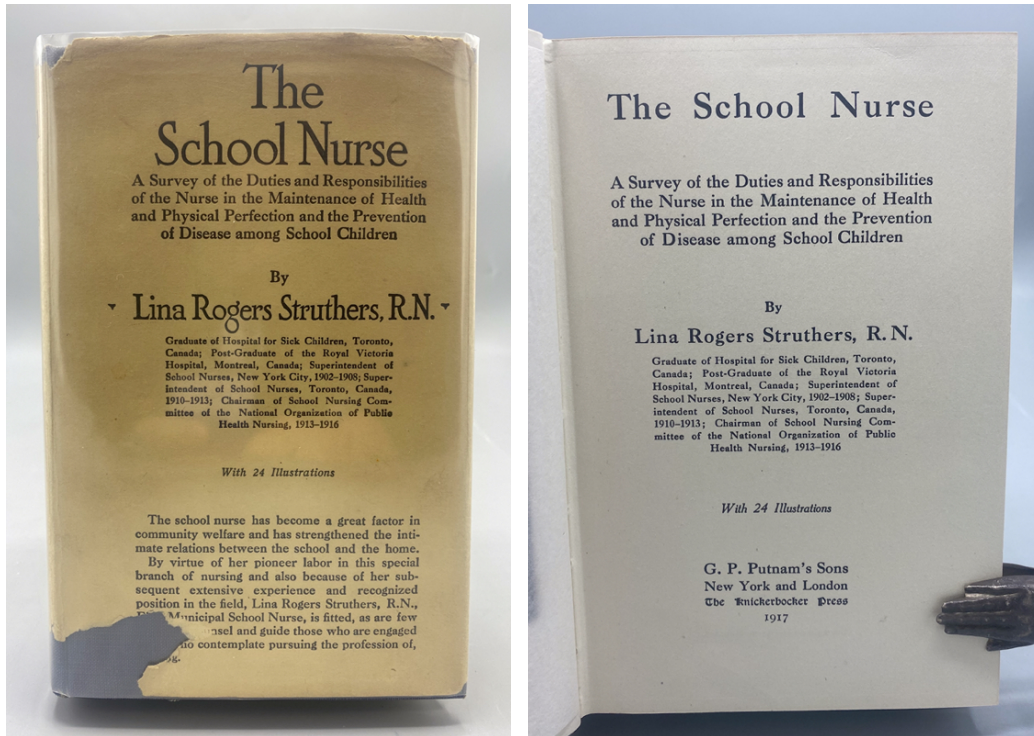 The
School Nurse
A Survey of the Duties and Responsibilities
of the Nurse in the Maintenance of Health
and Physical Perfection and the Prevention
of Disease among School Children
By
Lina Rogers Struthers, R.N.
Graduate of Hospital for Sick Children, Toronto,
Canada; Post-Graduate of the Royal Victoria
Hospital, Montreal, Canada; Superintendent of
School Nurses, New York City, 1902–1908; Super-
intendent of School Nurses, Toronto, Canada,
1910–1913; Chairman of School Nursing Com-
mittee of the National Organization of Public
Health Nursing, 1913–1916
With 24 Illustrations
The school nurse has become a great factor in
community welfare and has strengthened the inti-
mate relations between the school and the home.
By virtue of her pioneer labor in this special
branch of nursing and also because of her sub-
sequent extensive experience and recognized
position in the field, Lina Rogers Struthers, R.N.,
Municipal School Nurse, is fitted, as are few
and guide those who are engaged
contemplate pursuing the profession of,
The School Nurse
A Survey of the Duties and Responsibilities
of the Nurse in the Maintenance of Health
and Physical Perfection and the Prevention
of Disease among School Children
By
Lina Rogers Struthers, R. N.
Graduate of Hospital for Sick Children, Toronto,
Canada; Post-Graduate of the Royal Victoria
Hospital, Montreal, Canada; Superintendent of
School Nurses, New York City, 1902–1908; Super-
intendent of School Nurses, Toronto, Canada,
1910–1913; Chairman of School Nursing Com-
mittee of the National Organization of Public
Health Nursing, 1913–1916
With 24 Illustrations
G. P. Putnam's Sons
New York and London
The Knickerbocker Press
1917